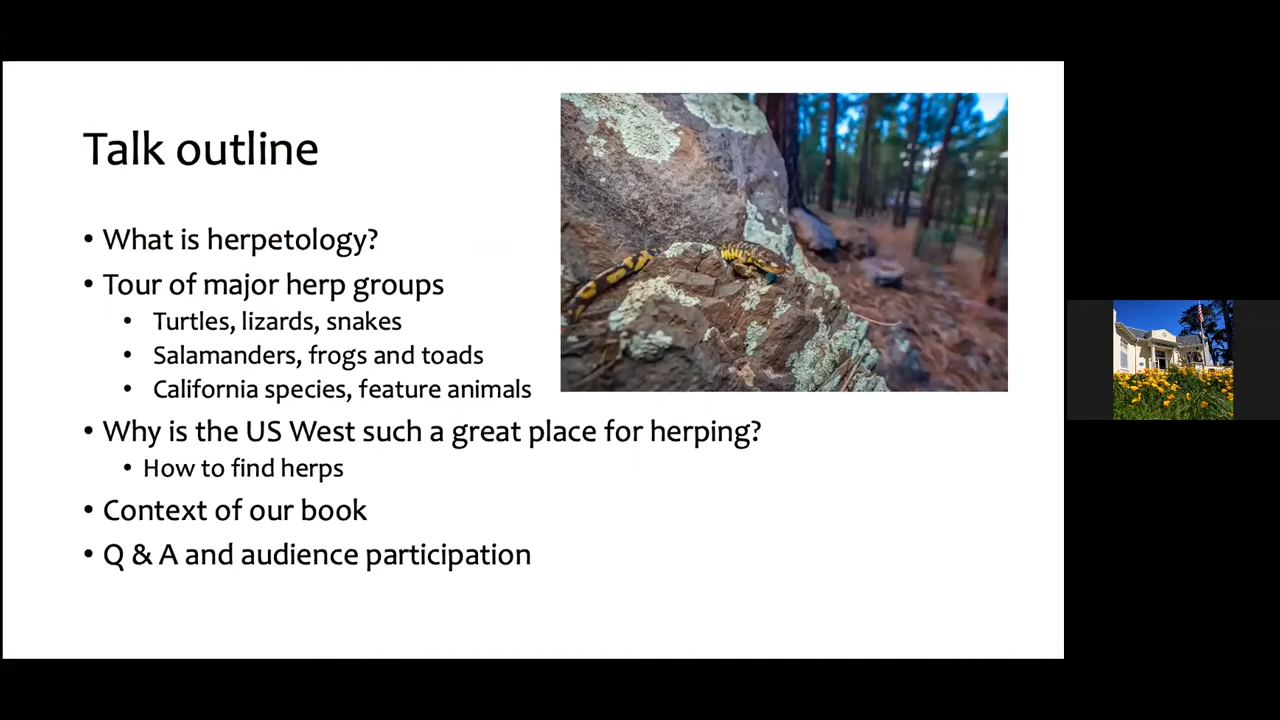 Talk outline
• What is herpetology?
• Tour of major herp groups
• Turtles, lizards, snakes
• Salamanders, frogs and toads
• California species, feature animals
• Why is the US West such a great place for herping?
• How to find herps
• Context of our book
• Q & A and audience participation